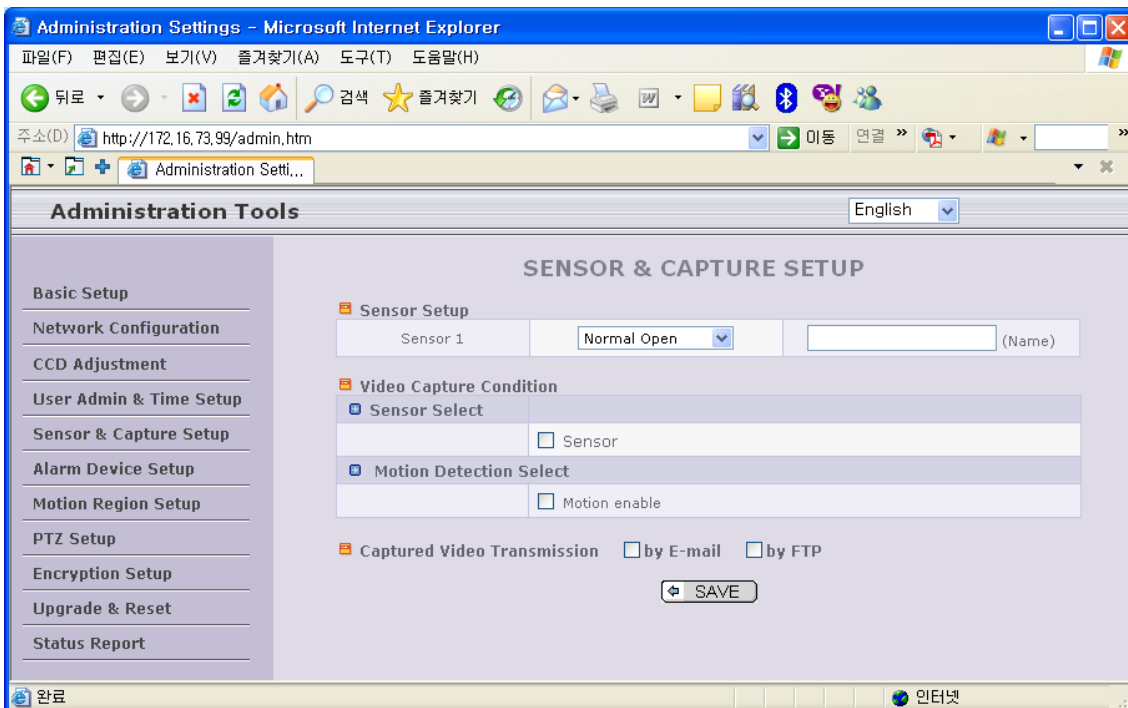 Administration Settings - Microsoft Internet Explorer
파일(F) 편집(E) 보기(V) 즐겨찾기(A) 도구(T) 도움말(H)
뒤로 검색 즐겨찾기
주소(D) http://172.16.73.99/admin.htm 이동 연결 »
Administration Setti...
Administration Tools English
SENSOR & CAPTURE SETUP
Basic Setup
Network Configuration
CCD Adjustment
User Admin & Time Setup
Sensor & Capture Setup
Alarm Device Setup
Motion Region Setup
PTZ Setup
Encryption Setup
Upgrade & Reset
Status Report
Sensor Setup
Sensor 1 Normal Open (Name)
Video Capture Condition
Sensor Select
Sensor
Motion Detection Select
Motion enable
Captured Video Transmission by E-mail by FTP
SAVE
완료 인터넷